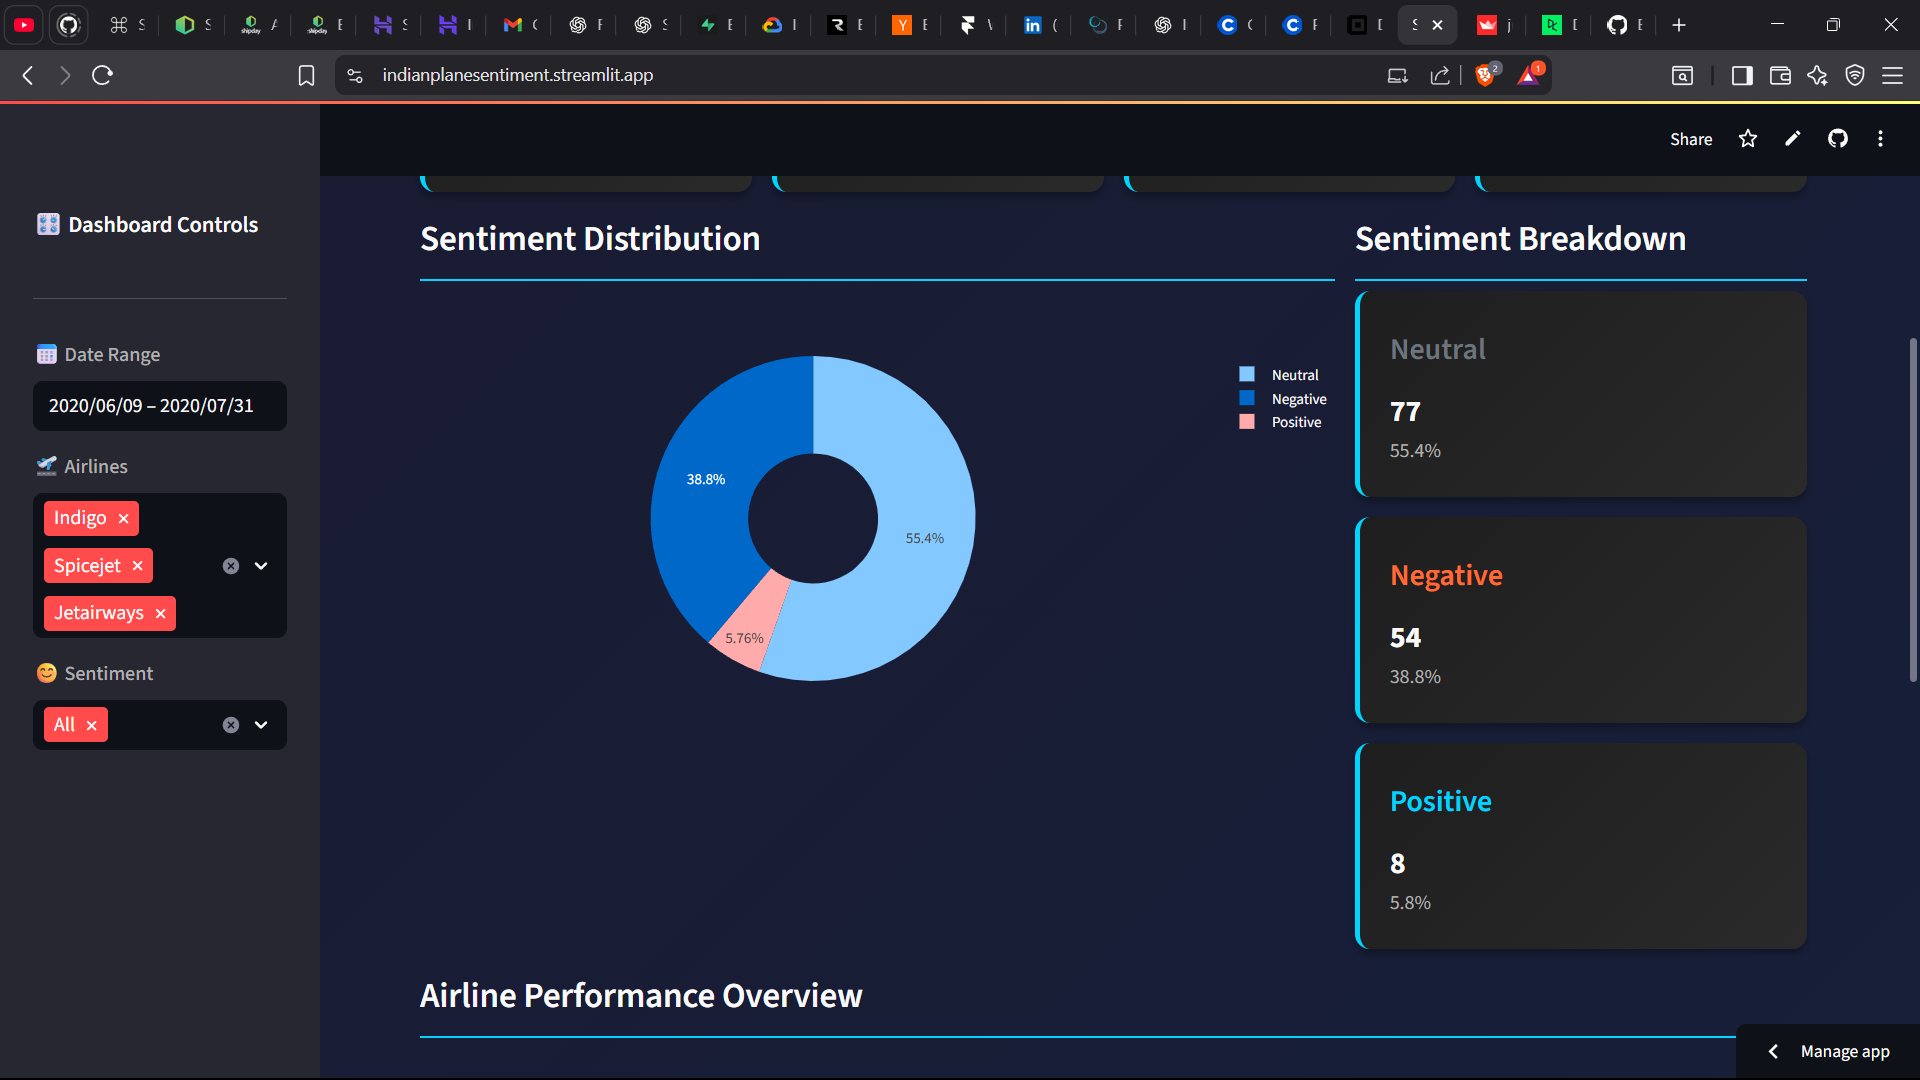 indianplanesentiment.streamlit.app
2
1
Share
Dashboard Controls
Date Range
2020/06/09 – 2020/07/31
Airlines
Indigo ×
Spicejet ×
Jetairways ×
Sentiment
All ×
Sentiment Distribution
Neutral
Negative
Positive
38.8%
55.4%
5.76%
Sentiment Breakdown
Neutral
77
55.4%
Negative
54
38.8%
Positive
8
5.8%
Airline Performance Overview
Manage app